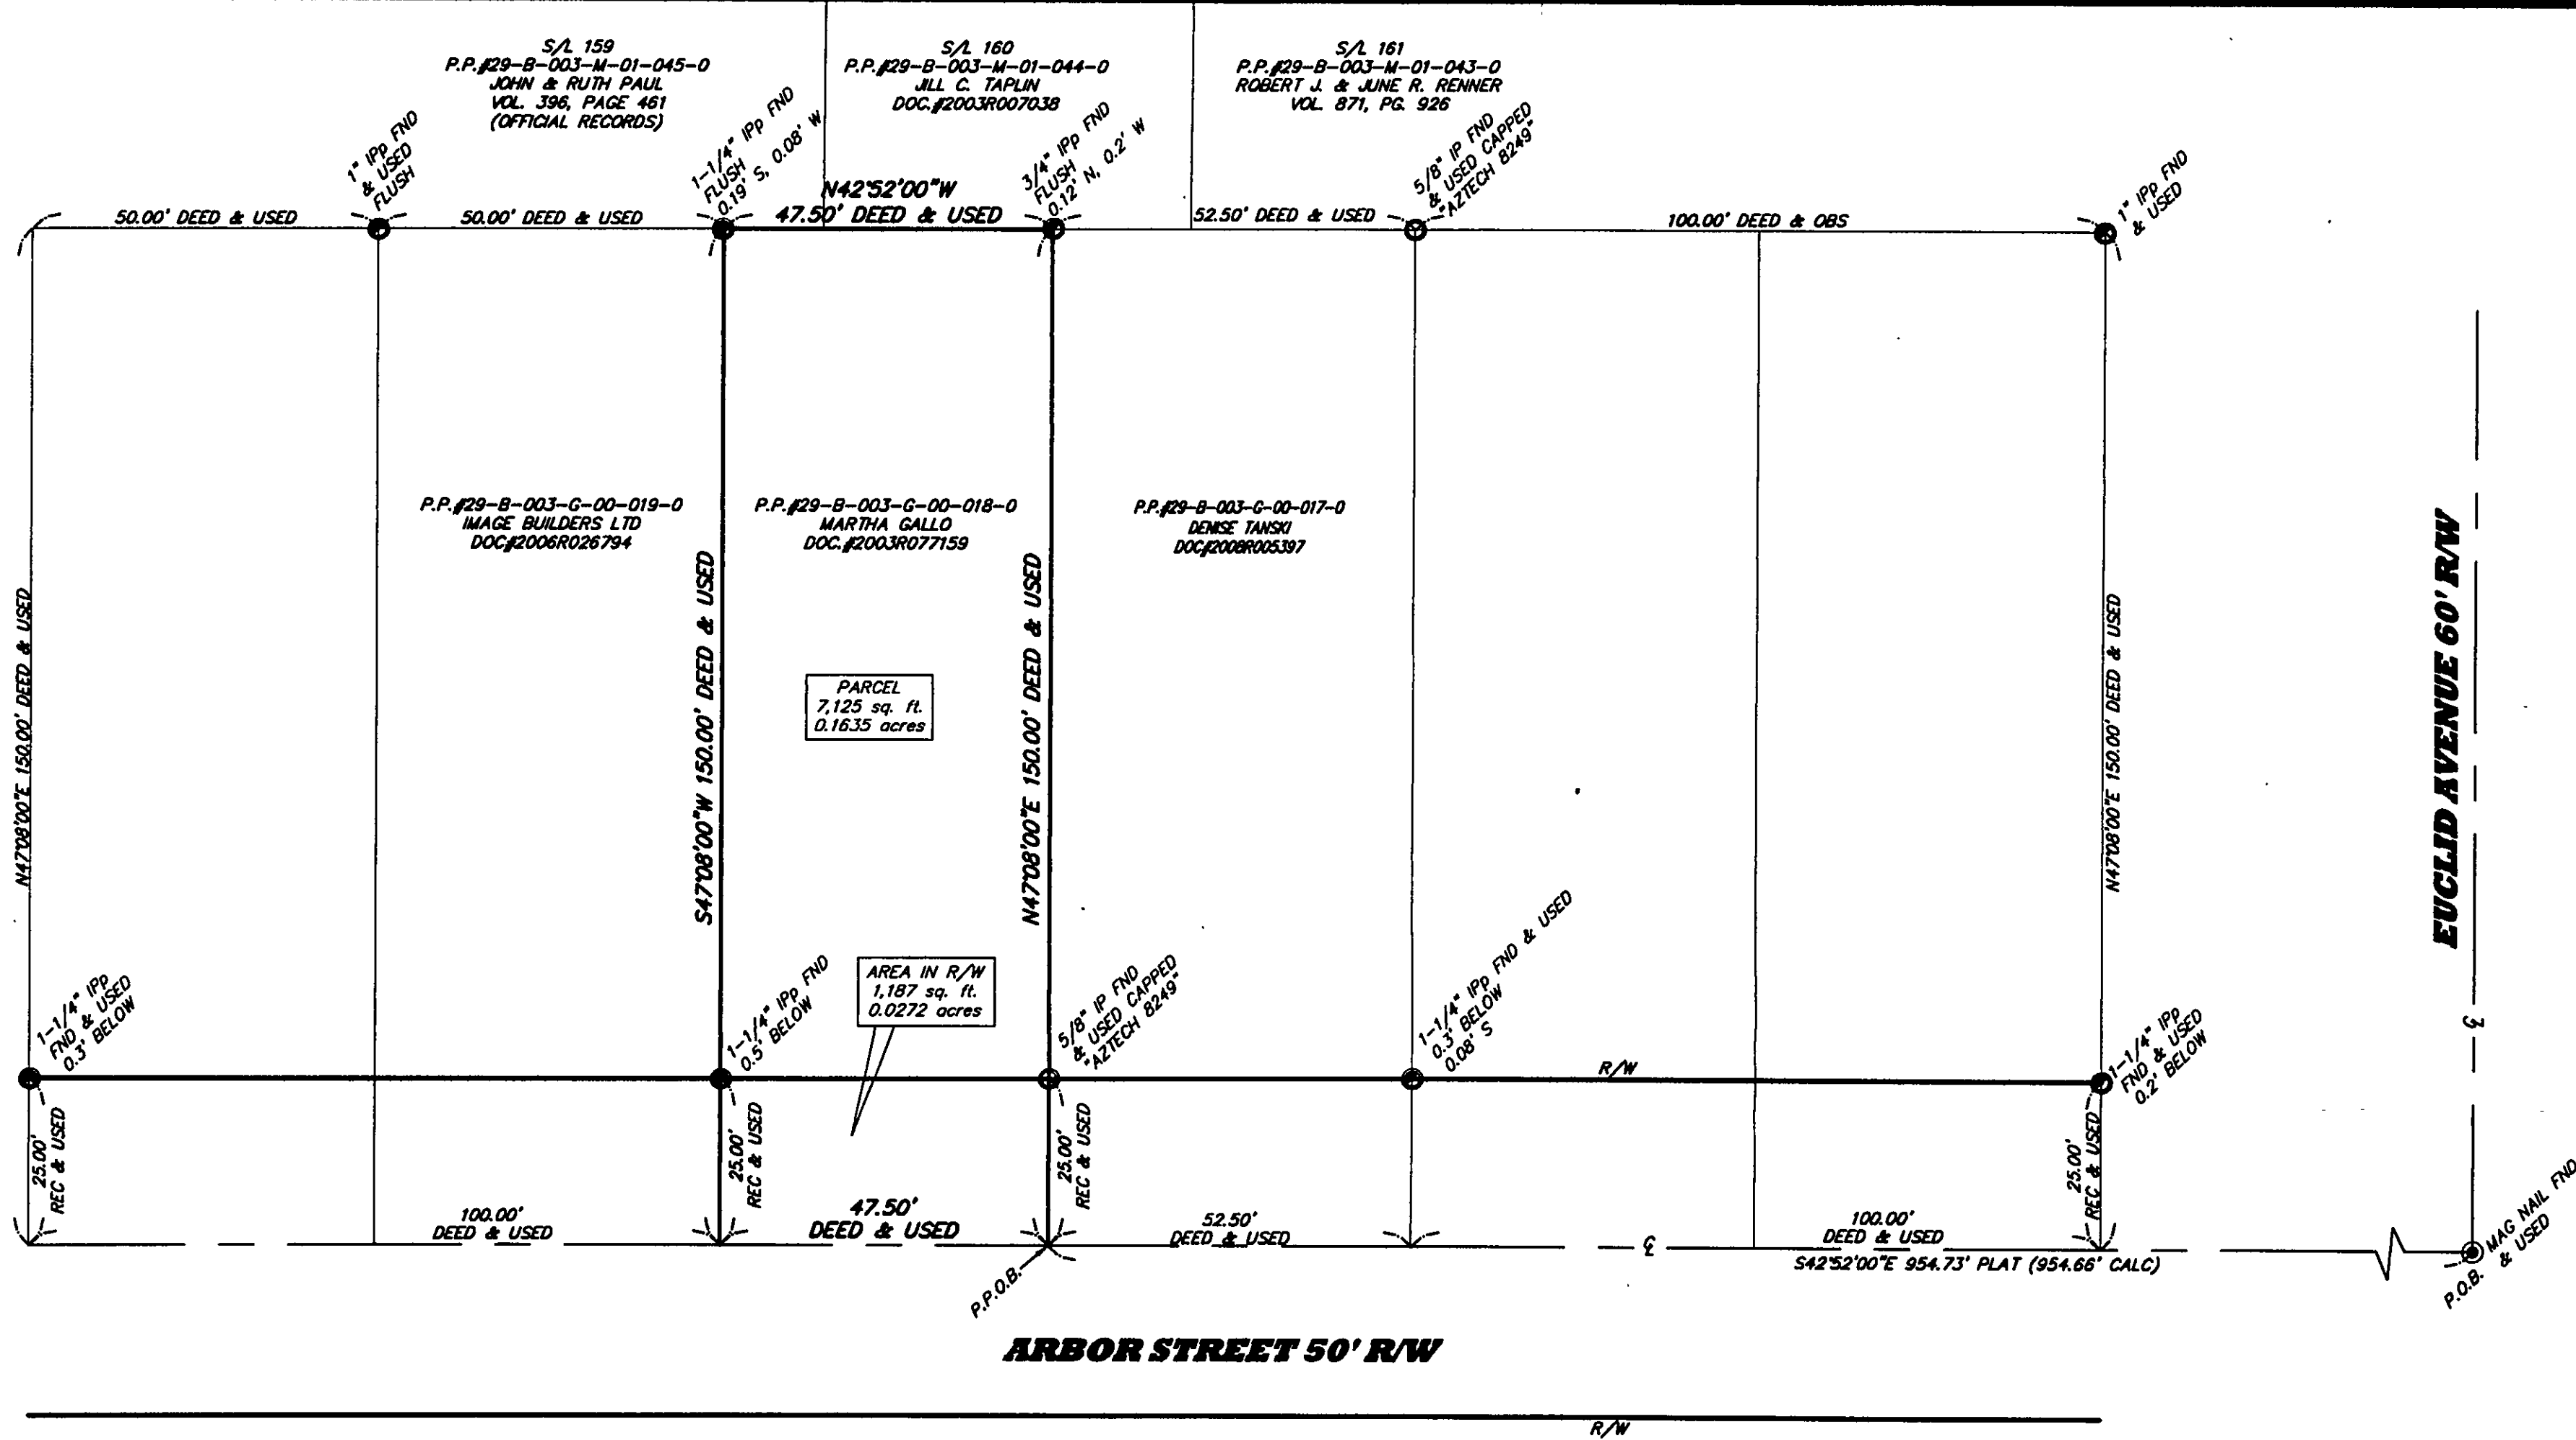 S/L 159
P.P.#29-B-003-M-01-045-0
JOHN & RUTH PAUL
VOL. 396, PAGE 461
(OFFICIAL RECORDS)
S/L 160
P.P.#29-B-003-M-01-044-0
JILL C. TAPLIN
DOC.#2003R007038
S/L 161
P.P.#29-B-003-M-01-043-0
ROBERT J. & JUNE R. RENNER
VOL. 871, PG. 926
1" IPp FND
& USED
FLUSH
1-1/4" IPp FND
FLUSH
0.19' S, 0.08' W
3/4" IPp FND
FLUSH
0.12' N, 0.2' W
5/8" IP FND
& USED CAPPED
"AZTECH 8249"
1" IPp FND
& USED
50.00' DEED & USED
50.00' DEED & USED
N42°52'00"W
47.50' DEED & USED
52.50' DEED & USED
100.00' DEED & OBS
P.P.#29-B-003-G-00-019-0
IMAGE BUILDERS LTD
DOC#2006R026794
P.P.#29-B-003-G-00-018-0
MARTHA GALLO
DOC.#2003R077159
P.P.#29-B-003-G-00-017-0
DENISE TANSKI
DOC#2008R005397
N47°08'00"E 150.00' DEED & USED
S47°08'00"W 150.00' DEED & USED
N47°08'00"E 150.00' DEED & USED
N47°08'00"E 150.00' DEED & USED
EUCLID AVENUE 60' R/W
PARCEL
7,125 sq. ft.
0.1635 acres
AREA IN R/W
1,187 sq. ft.
0.0272 acres
1-1/4" IPp
FND & USED
0.3' BELOW
1-1/4" IPp FND
0.5' BELOW
5/8" IP FND
& USED CAPPED
"AZTECH 8249"
1-1/4" IPp FND & USED
0.3' BELOW
0.08' S
R/W
1-1/4" IPp
FND & USED
0.2' BELOW
25.00'
REC & USED
25.00'
REC & USED
25.00'
REC & USED
25.00'
REC & USED
100.00'
DEED & USED
47.50'
DEED & USED
52.50'
DEED & USED
100.00'
DEED & USED
S42°52'00"E 954.73' PLAT (954.66' CALC)
P.P.O.B.
P.O.B.
MAG NAIL FND
& USED
ARBOR STREET 50' R/W
R/W